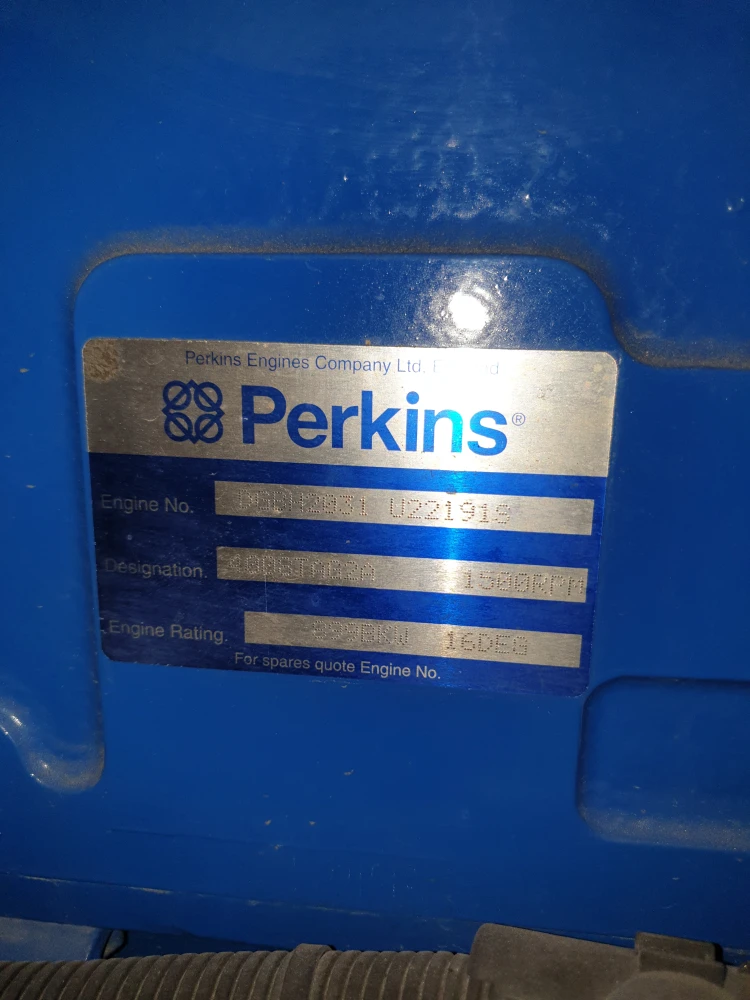 Perkins Engines Company Ltd.
Perkins®
Engine No. U221919
Designation. 1500RPM
Engine Rating. 16DEG
For spares quote Engine No.